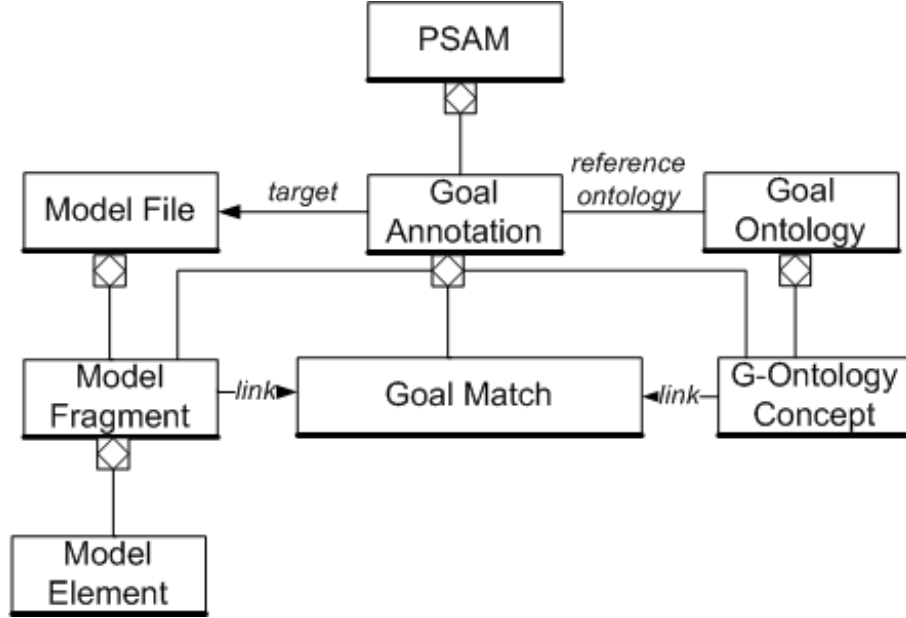 PSAM
Model File
target
Goal
Annotation
reference
ontology
Goal
Ontology
Model
Fragment
link
Goal Match
link
G-Ontology
Concept
Model
Element